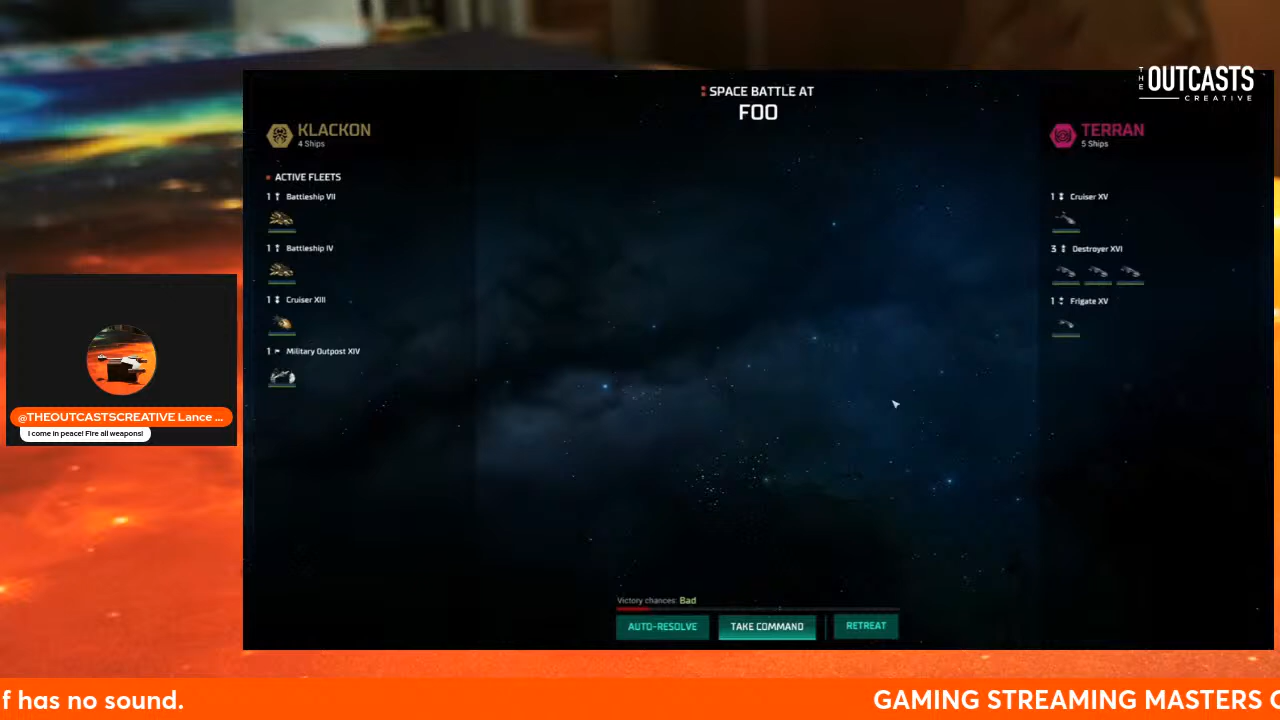 THE OUTCASTS
CREATIVE
SPACE BATTLE AT
FOO
KLACKON
4 Ships
TERRAN
5 Ships
ACTIVE FLEETS
1 Battleship VII
1 Battleship IV
1 Cruiser XIII
1 Military Outpost XIV
1 Cruiser XV
3 Destroyer XVI
1 Frigate XV
@THEOUTCASTSCREATIVE Lance ...
I come in peace! Fire all weapons!
Victory chances: Bad
AUTO-RESOLVE
TAKE COMMAND
RETREAT
f has no sound.
GAMING STREAMING MASTERS